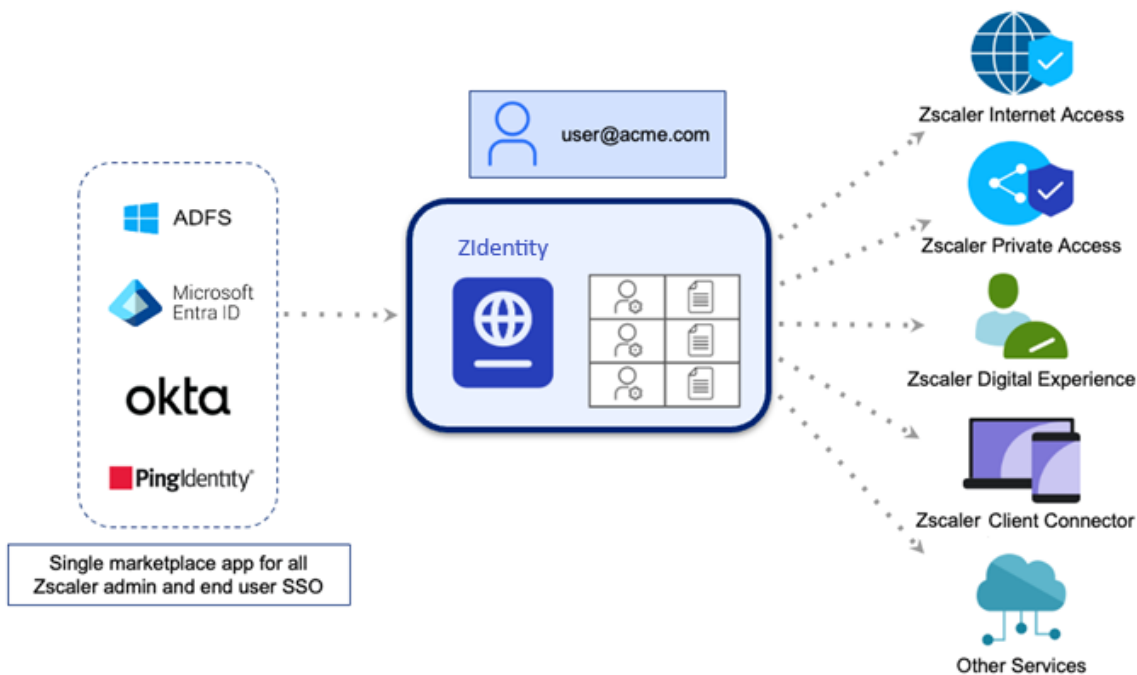 ADFS
Microsoft
Entra ID
okta
PingIdentity®
Single marketplace app for all
Zscaler admin and end user SSO
user@acme.com
ZIdentity
Zscaler Internet Access
Zscaler Private Access
Zscaler Digital Experience
Zscaler Client Connector
Other Services